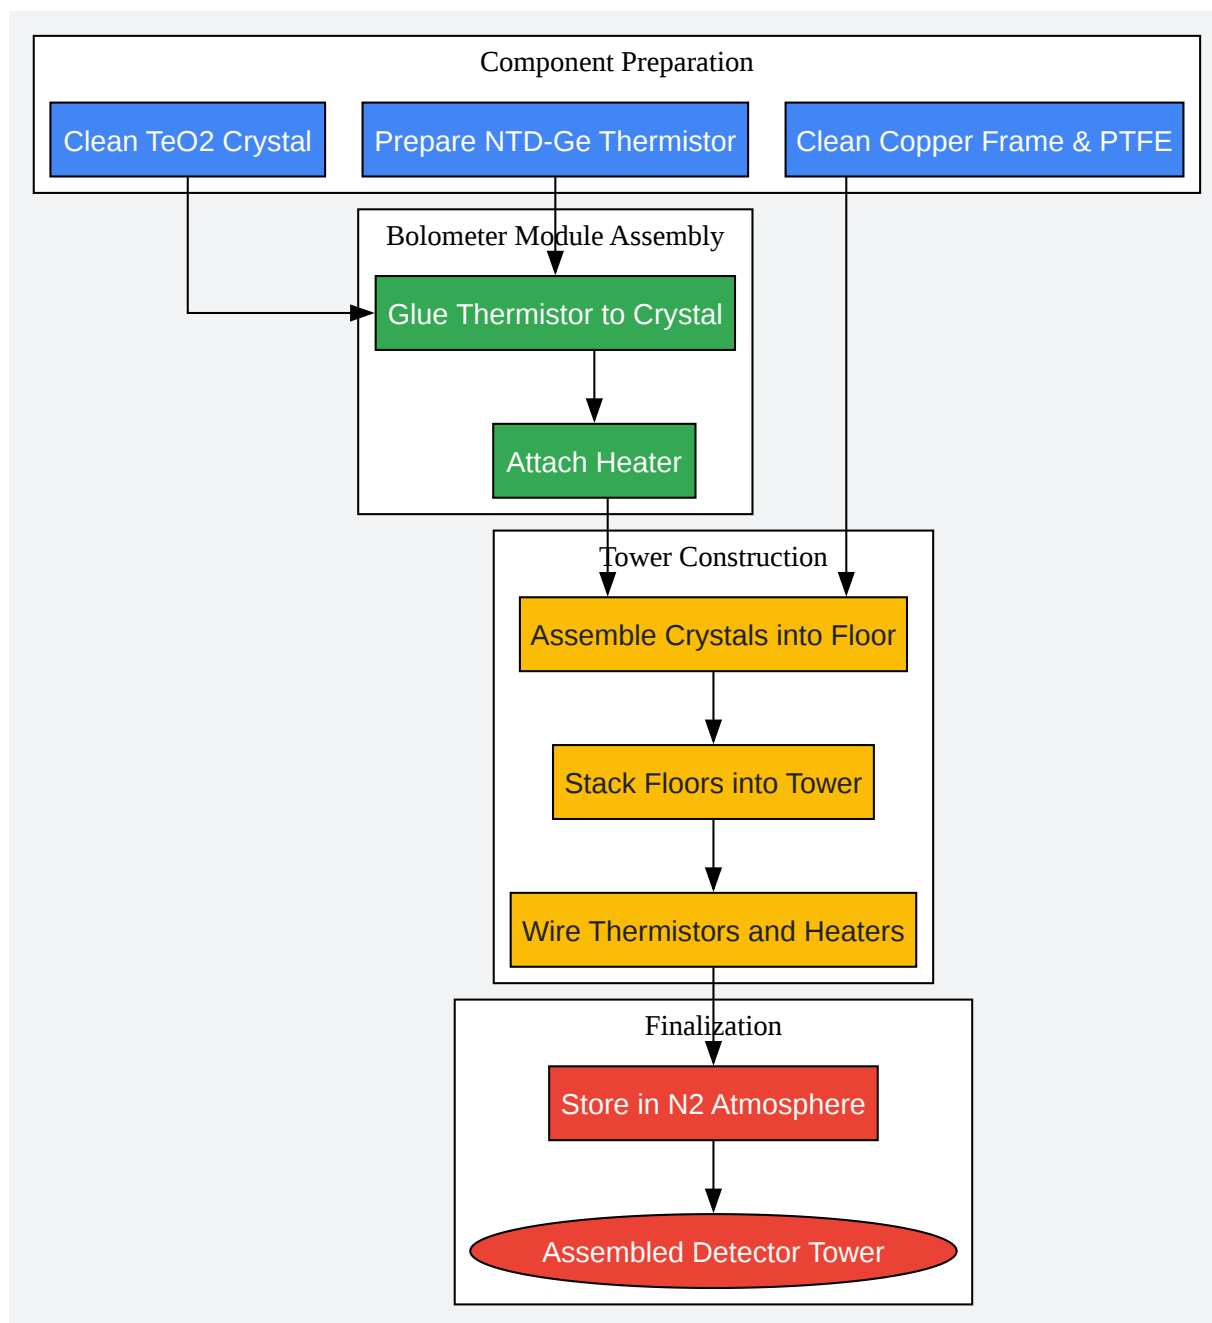 Component Preparation
Clean TeO2 Crystal
Prepare NTD-Ge Thermistor
Clean Copper Frame & PTFE
Bolometer Module Assembly
Glue Thermistor to Crystal
Attach Heater
Tower Construction
Assemble Crystals into Floor
Stack Floors into Tower
Wire Thermistors and Heaters
Finalization
Store in N2 Atmosphere
Assembled Detector Tower